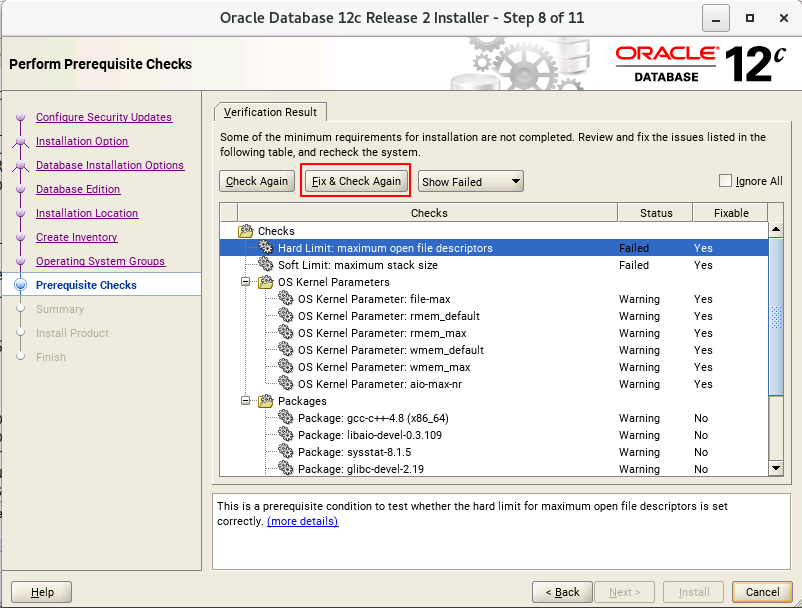 Oracle Database 12c Release 2 Installer - Step 8 of 11
Perform Prerequisite Checks
ORACLE
DATABASE
12c
Configure Security Updates
Installation Option
Database Installation Options
Database Edition
Installation Location
Create Inventory
Operating System Groups
Prerequisite Checks
Summary
Install Product
Finish
Verification Result
Some of the minimum requirements for installation are not completed. Review and fix the issues listed in the
following table, and recheck the system.
Check Again
Fix & Check Again
Show Failed
Ignore All
Checks Status Fixable
Checks
Hard Limit: maximum open file descriptors Failed Yes
Soft Limit: maximum stack size Failed Yes
OS Kernel Parameters
OS Kernel Parameter: file-max Warning Yes
OS Kernel Parameter: rmem_default Warning Yes
OS Kernel Parameter: rmem_max Warning Yes
OS Kernel Parameter: wmem_default Warning Yes
OS Kernel Parameter: wmem_max Warning Yes
OS Kernel Parameter: aio-max-nr Warning Yes
Packages
Package: gcc-c++-4.8 (x86_64) Warning No
Package: libaio-devel-0.3.109 Warning No
Package: sysstat-8.1.5 Warning No
Package: glibc-devel-2.19 Warning No
This is a prerequisite condition to test whether the hard limit for maximum open file descriptors is set
correctly. (more details)
Help
< Back
Next >
Install
Cancel